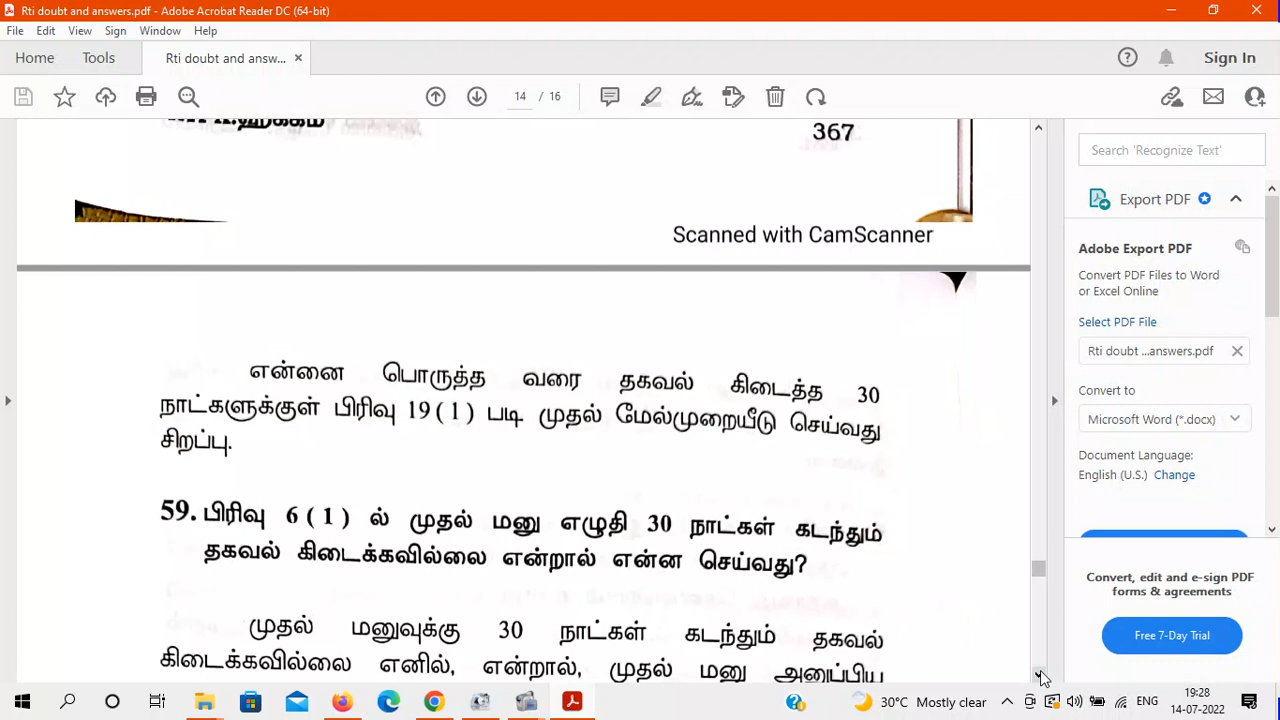 Rti doubt and answers.pdf - Adobe Acrobat Reader DC (64-bit)
File Edit View Sign Window Help
Home Tools Rti doubt and answ... ×
Sign In
14 / 16
367
Scanned with CamScanner
என்னை பொருத்த வரை தகவல் கிடைத்த 30
நாட்களுக்குள் பிரிவு 19(1) படி முதல் மேல்முறையீடு செய்வது
சிறப்பு.
59. பிரிவு 6(1) ல் முதல் மனு எழுதி 30 நாட்கள் கடந்தும்
தகவல் கிடைக்கவில்லை என்றால் என்ன செய்வது?
முதல் மனுவுக்கு 30 நாட்கள் கடந்தும் தகவல்
கிடைக்கவில்லை எனில், என்றால், முதல் மனு அனுப்பிய
Search 'Recognize Text'
Export PDF
Adobe Export PDF
Convert PDF Files to Word
or Excel Online
Select PDF File
Rti doubt ...answers.pdf
Convert to
Microsoft Word (*.docx)
Document Language:
English (U.S.) Change
Convert, edit and e-sign PDF
forms & agreements
Free 7-Day Trial
30°C Mostly clear
ENG
19:28
14-07-2022